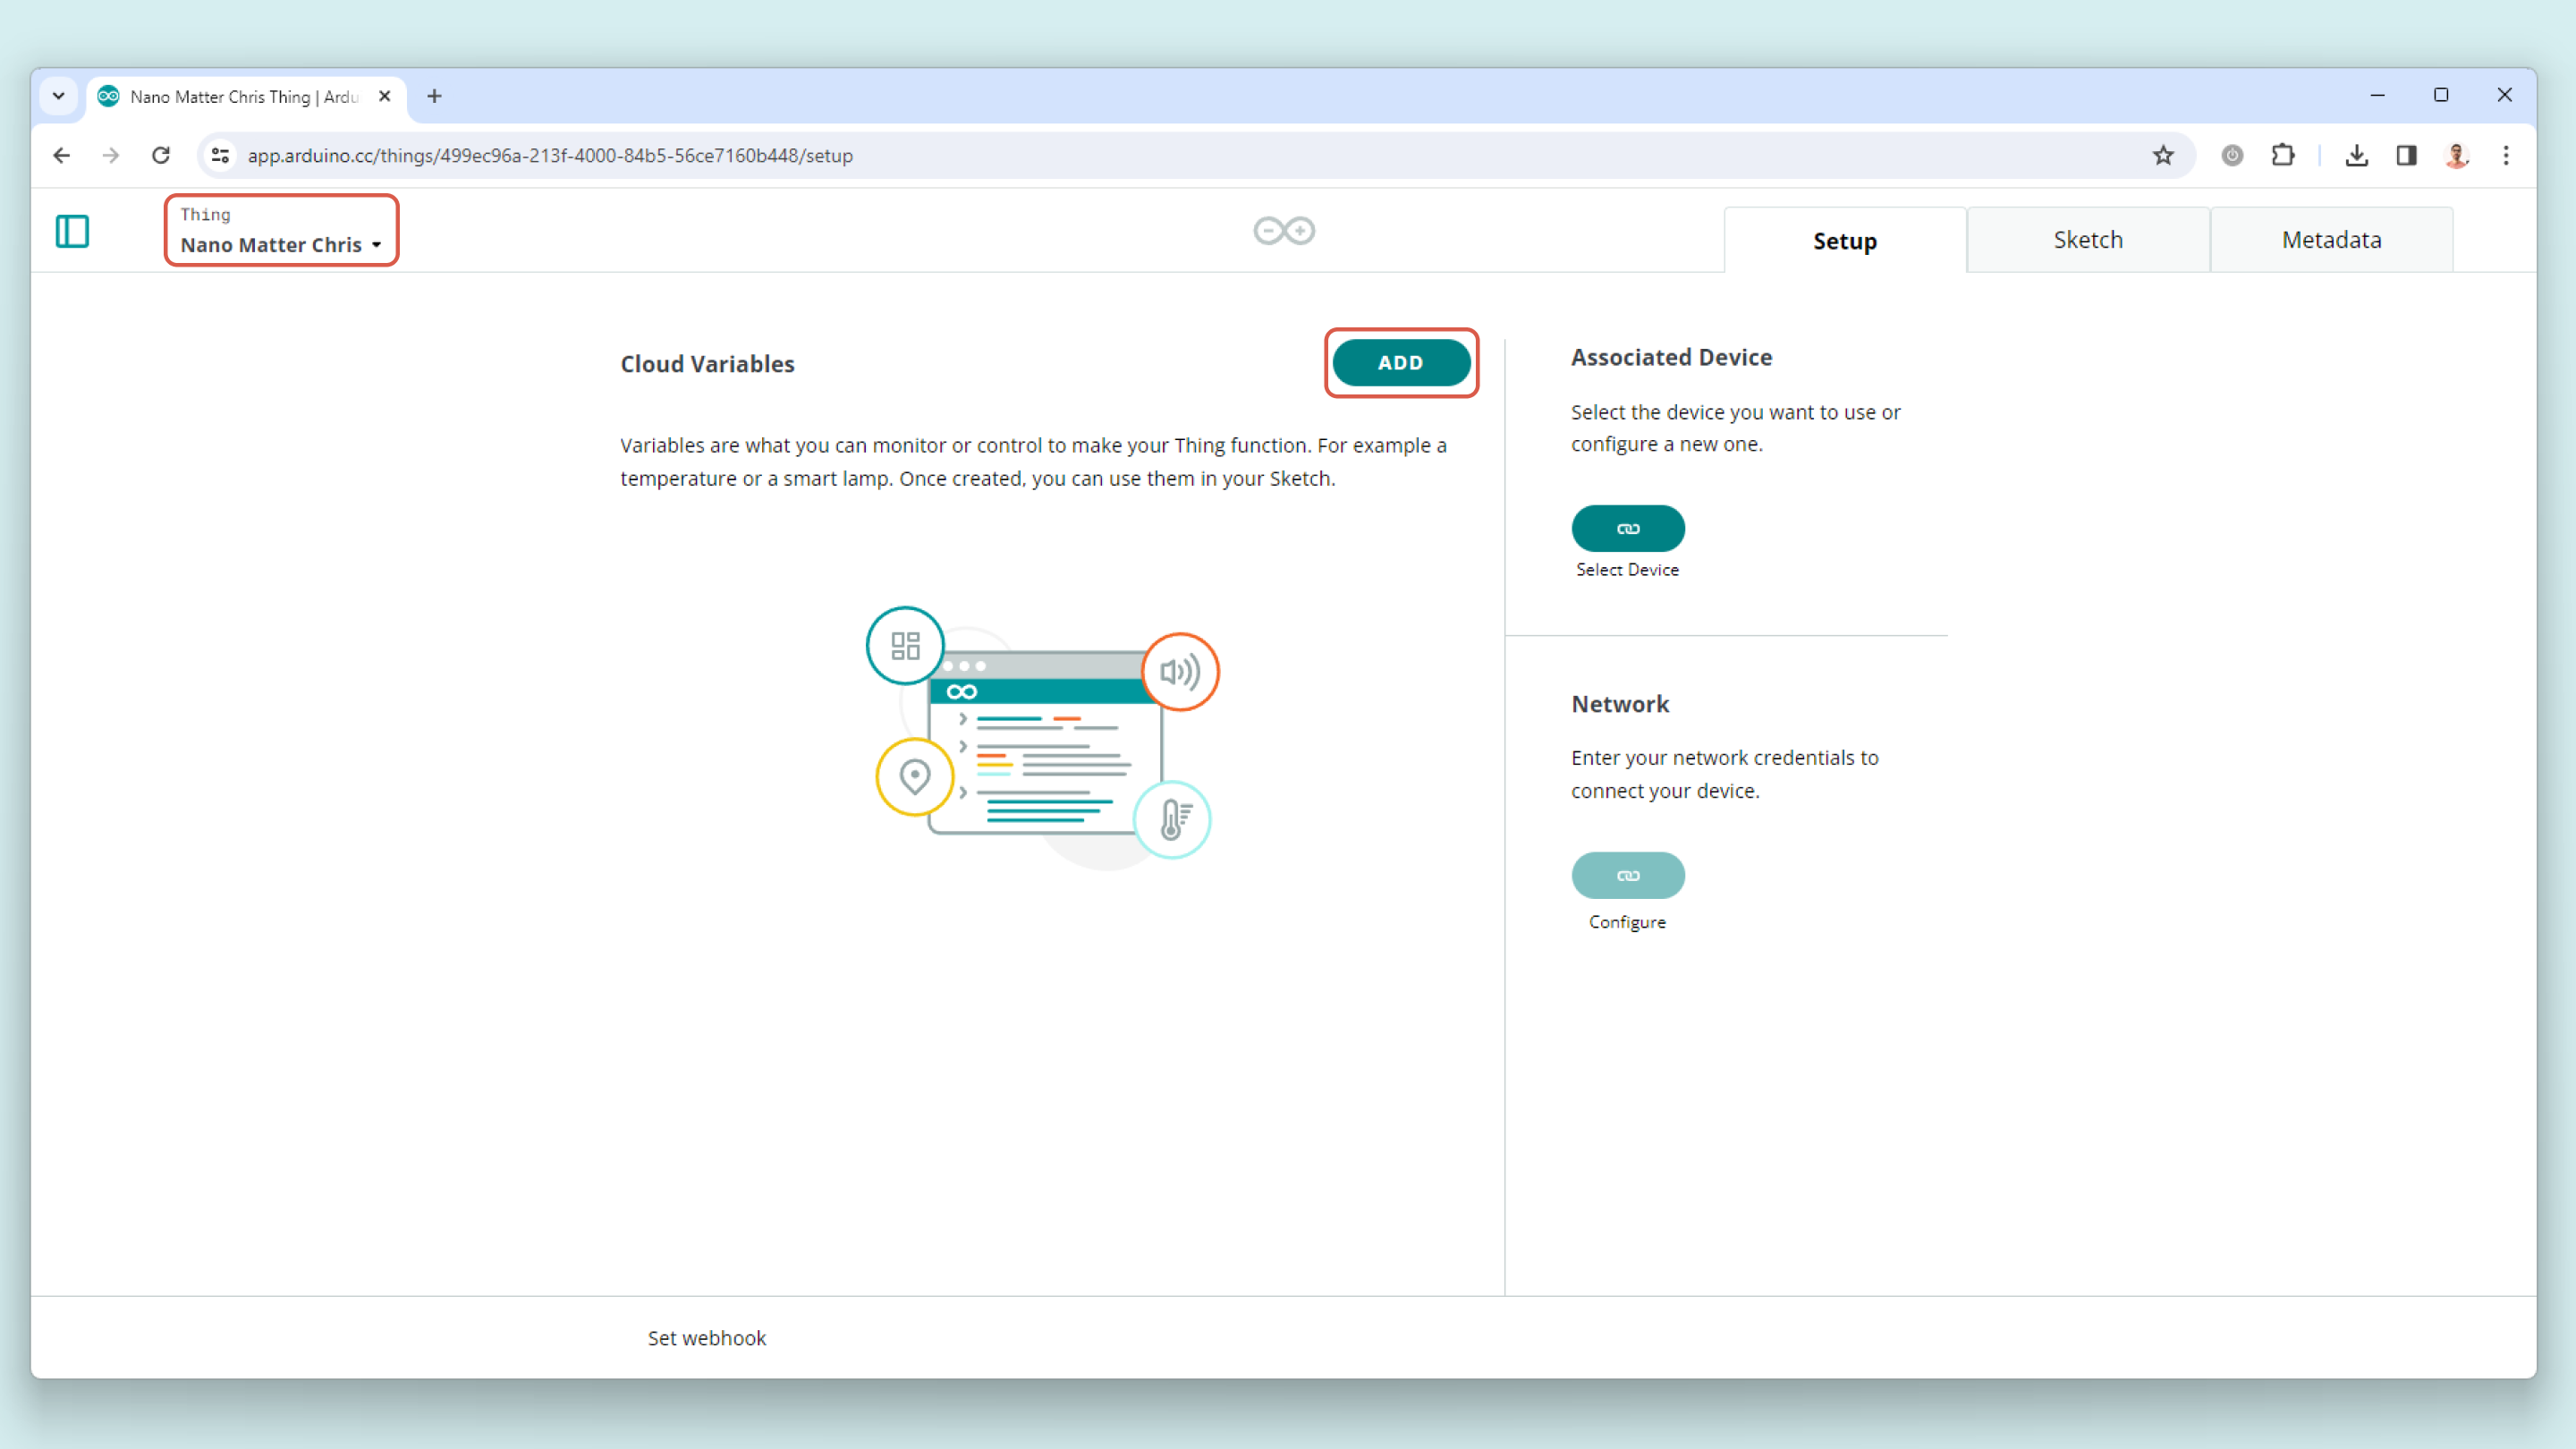 Nano Matter Chris Thing | Ardu
app.arduino.cc/things/499ec96a-213f-4000-84b5-56ce7160b448/setup
Thing
Nano Matter Chris
Setup
Sketch
Metadata
Cloud Variables
ADD
Variables are what you can monitor or control to make your Thing function. For example a
temperature or a smart lamp. Once created, you can use them in your Sketch.
Associated Device
Select the device you want to use or
configure a new one.
Select Device
Network
Enter your network credentials to
connect your device.
Configure
Set webhook